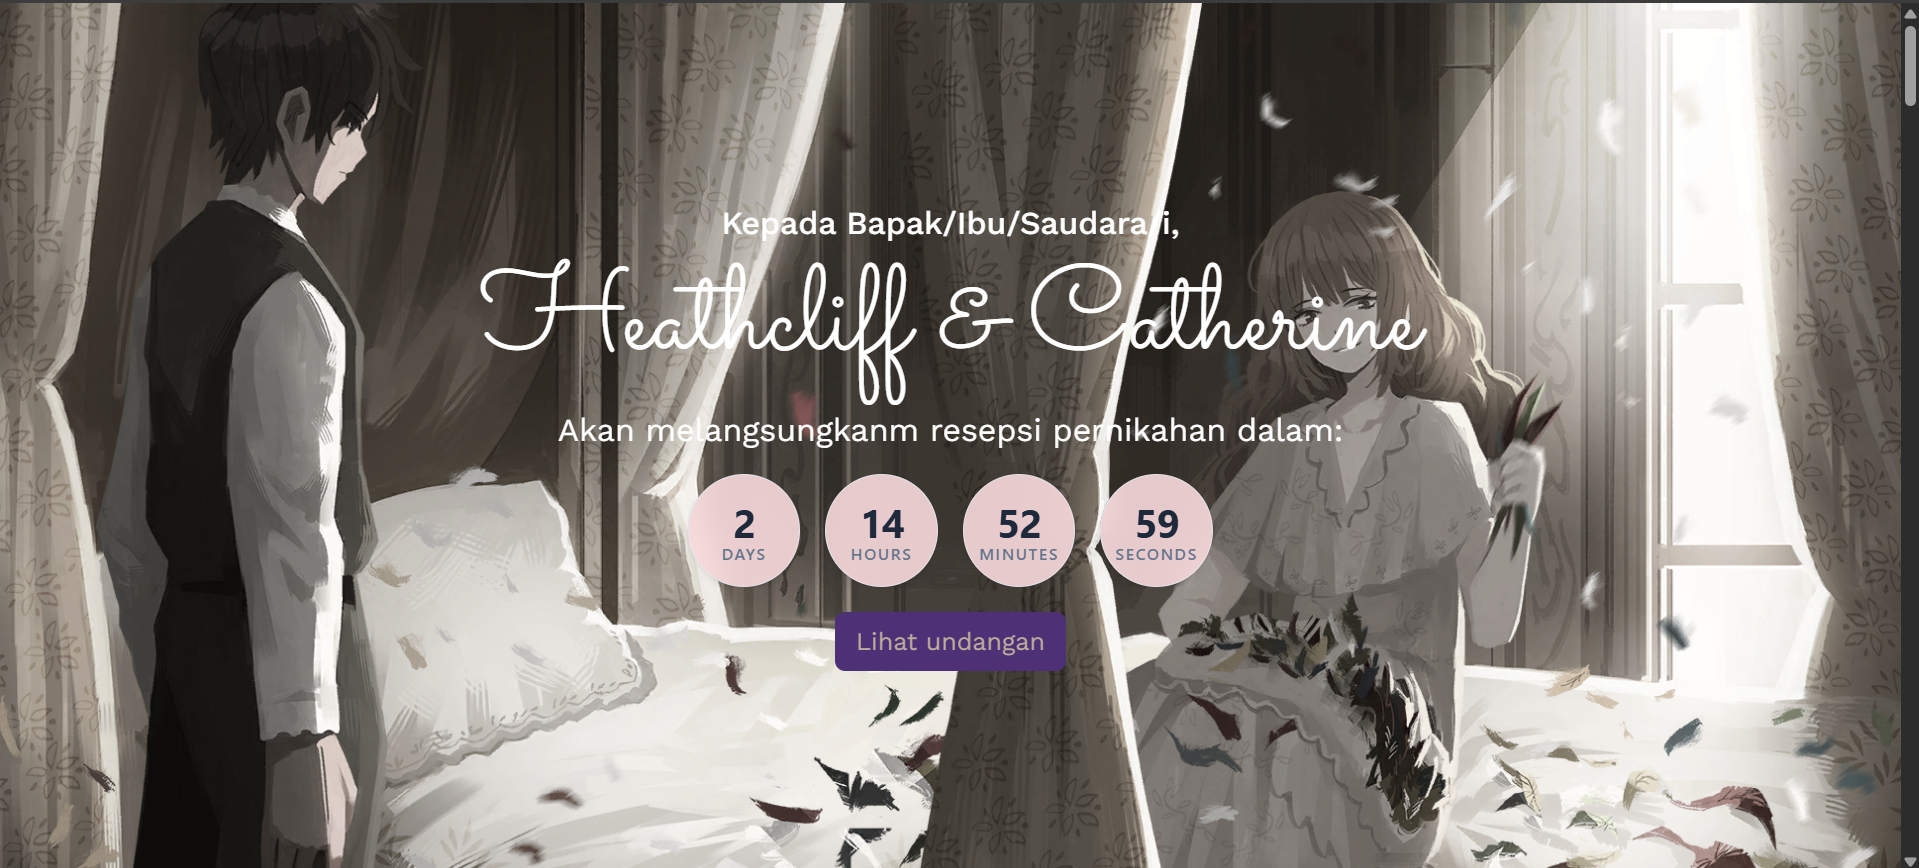 Kepada Bapak/Ibu/Saudara/i,
Heathcliff & Catherine
Akan melangsungkanm resepsi pernikahan dalam:
2 14 52 59
DAYS HOURS MINUTES SECONDS
Lihat undangan